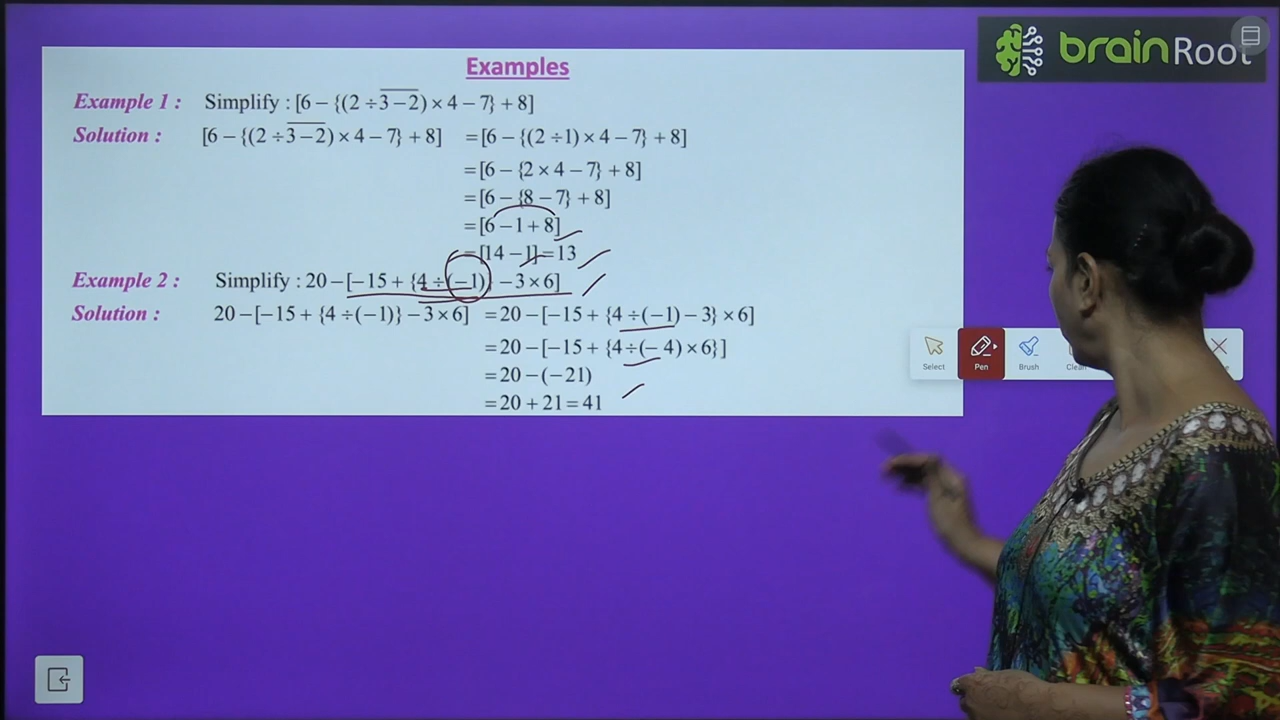 brainRoot
Examples
Example 1 : Simplify : [6 – {(2 ÷ 3̅ ̅–̅ ̅2̅) × 4 – 7} + 8]
Solution : [6 – {(2 ÷ 3̅ ̅–̅ ̅2̅) × 4 – 7} + 8] = [6 – {(2 ÷1) × 4 – 7} + 8]
= [6 – {2 × 4 – 7} + 8]
= [6 – {8 – 7} + 8]
= [6 – 1 + 8]
= [14 – 1] = 13
Example 2 : Simplify : 20 – [–15 + {4 ÷ (–1)} – 3 × 6]
Solution : 20 – [–15 + {4 ÷ (–1)} – 3 × 6] = 20 – [–15 + {4 ÷ (–1) – 3} × 6]
= 20 – [–15 + {4 ÷ (– 4) × 6}]
= 20 – (–21)
= 20 + 21 = 41
Select Pen Brush